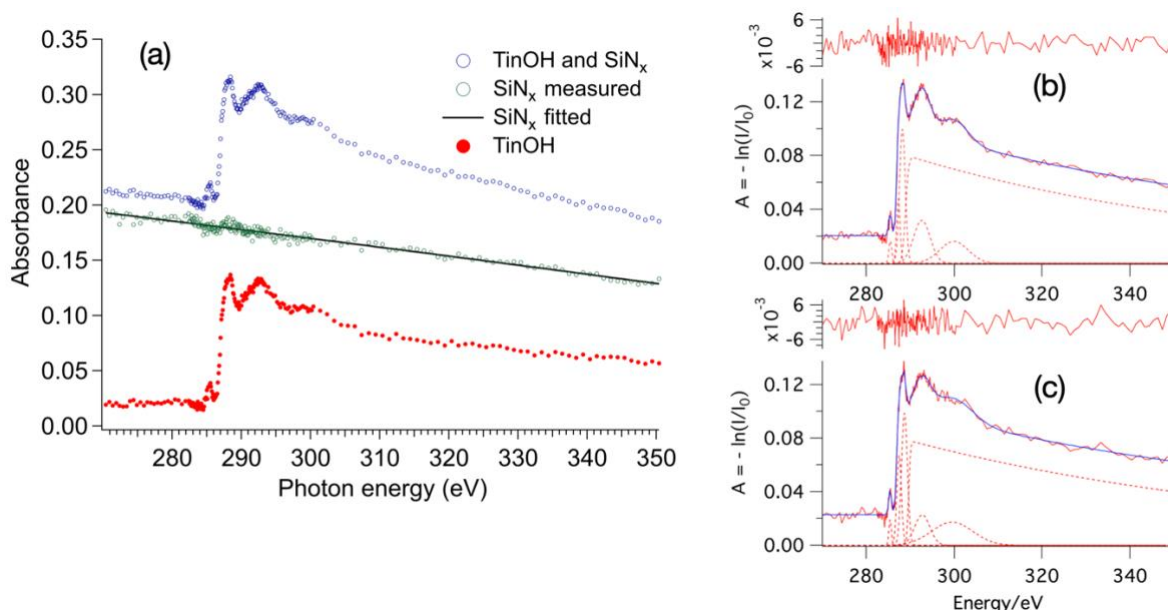 (a)
TinOH and SiNx
SiNx measured
SiNx fitted
TinOH
Absorbance
0.35
0.30
0.25
0.20
0.15
0.10
0.05
0.00
280 290 300 310 320 330 340 350
Photon energy (eV)
x10-3
6
-6
(b)
A = - ln(I/I0)
0.12
0.08
0.04
0.00
280 300 320 340
x10-3
6
-6
(c)
A = - ln(I/I0)
0.12
0.08
0.04
0.00
280 300 320 340
Energy/eV